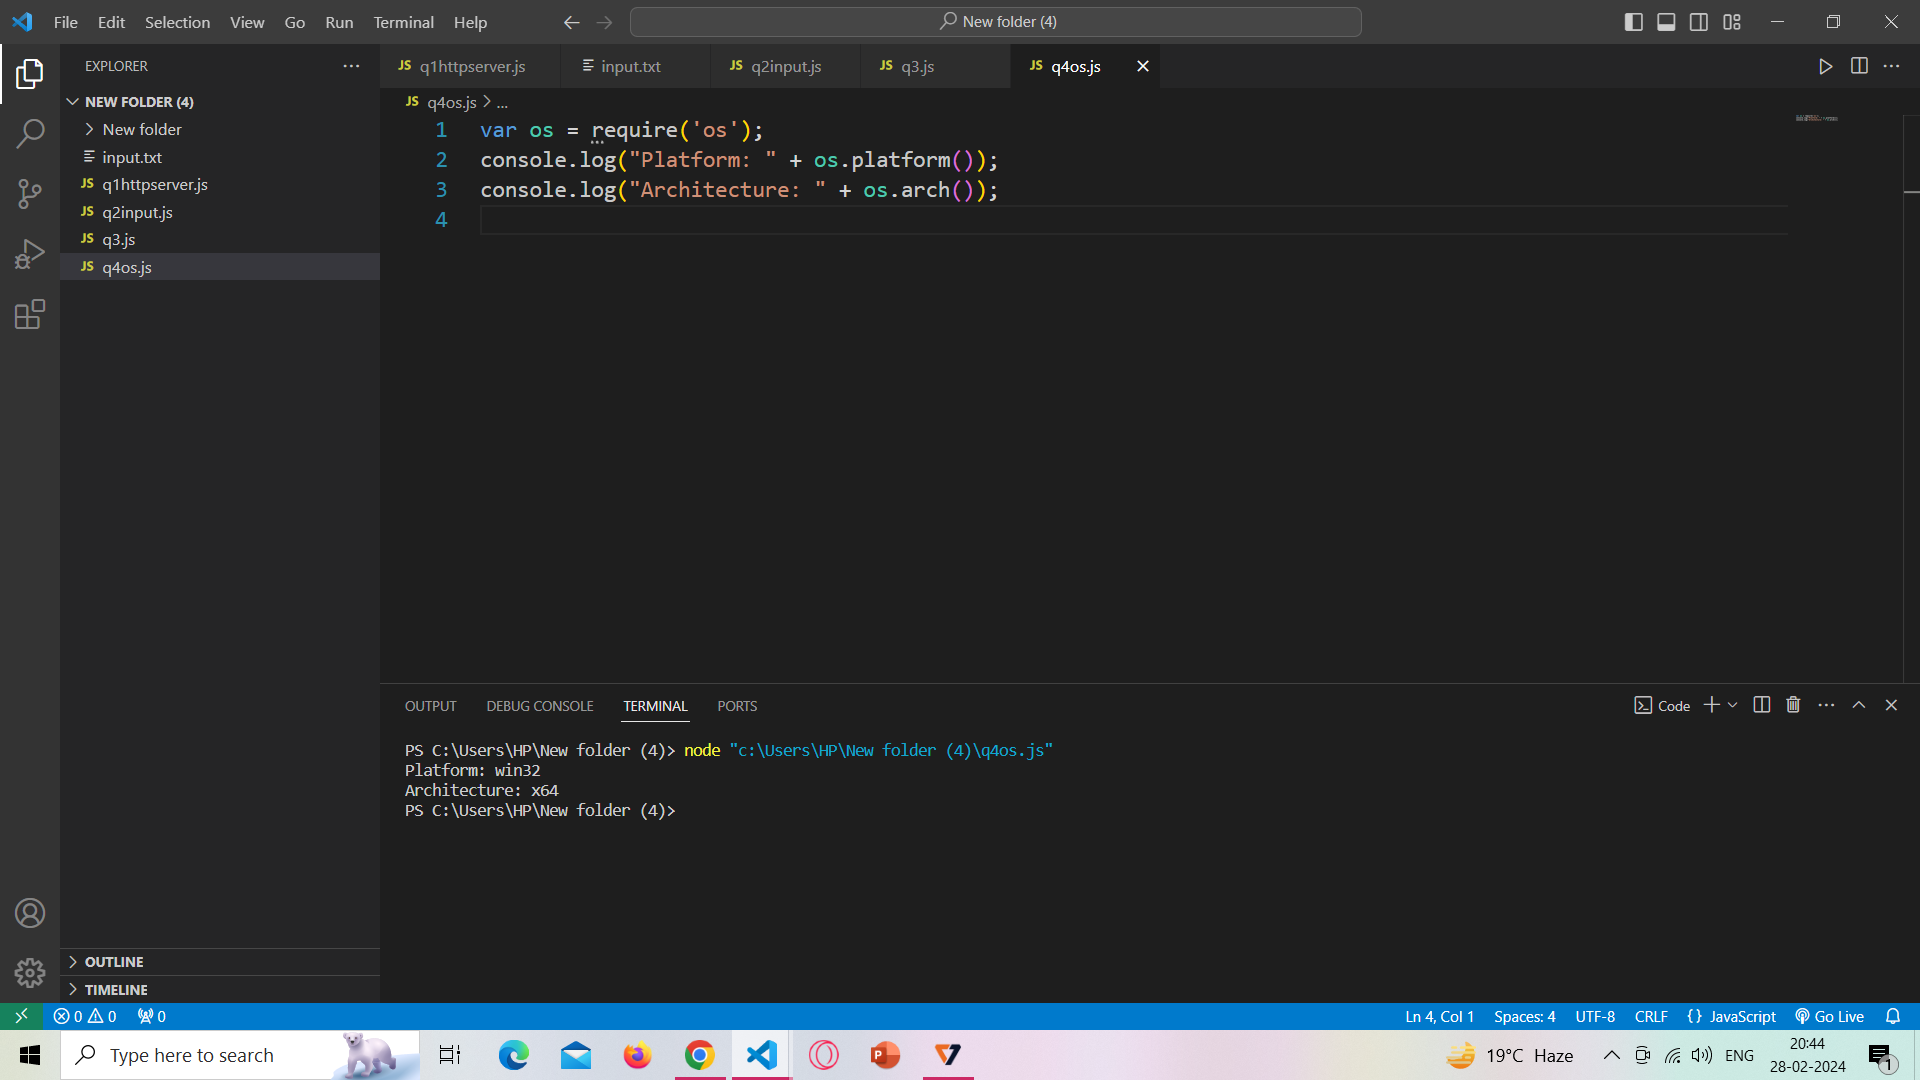 File Edit Selection View Go Run Terminal Help
New folder (4)
EXPLORER
NEW FOLDER (4)
New folder
input.txt
JS q1httpserver.js
JS q2input.js
JS q3.js
JS q4os.js
OUTLINE
TIMELINE
JS q1httpserver.js input.txt JS q2input.js JS q3.js JS q4os.js
JS q4os.js > ...
1 var os = require('os');
2 console.log("Platform: " + os.platform());
3 console.log("Architecture: " + os.arch());
4
OUTPUT DEBUG CONSOLE TERMINAL PORTS
Code
PS C:\Users\HP\New folder (4)> node "c:\Users\HP\New folder (4)\q4os.js"
Platform: win32
Architecture: x64
PS C:\Users\HP\New folder (4)>
0 0 0
Ln 4, Col 1 Spaces: 4 UTF-8 CRLF {} JavaScript Go Live
Type here to search
P
19°C Haze
ENG
20:44
28-02-2024
1